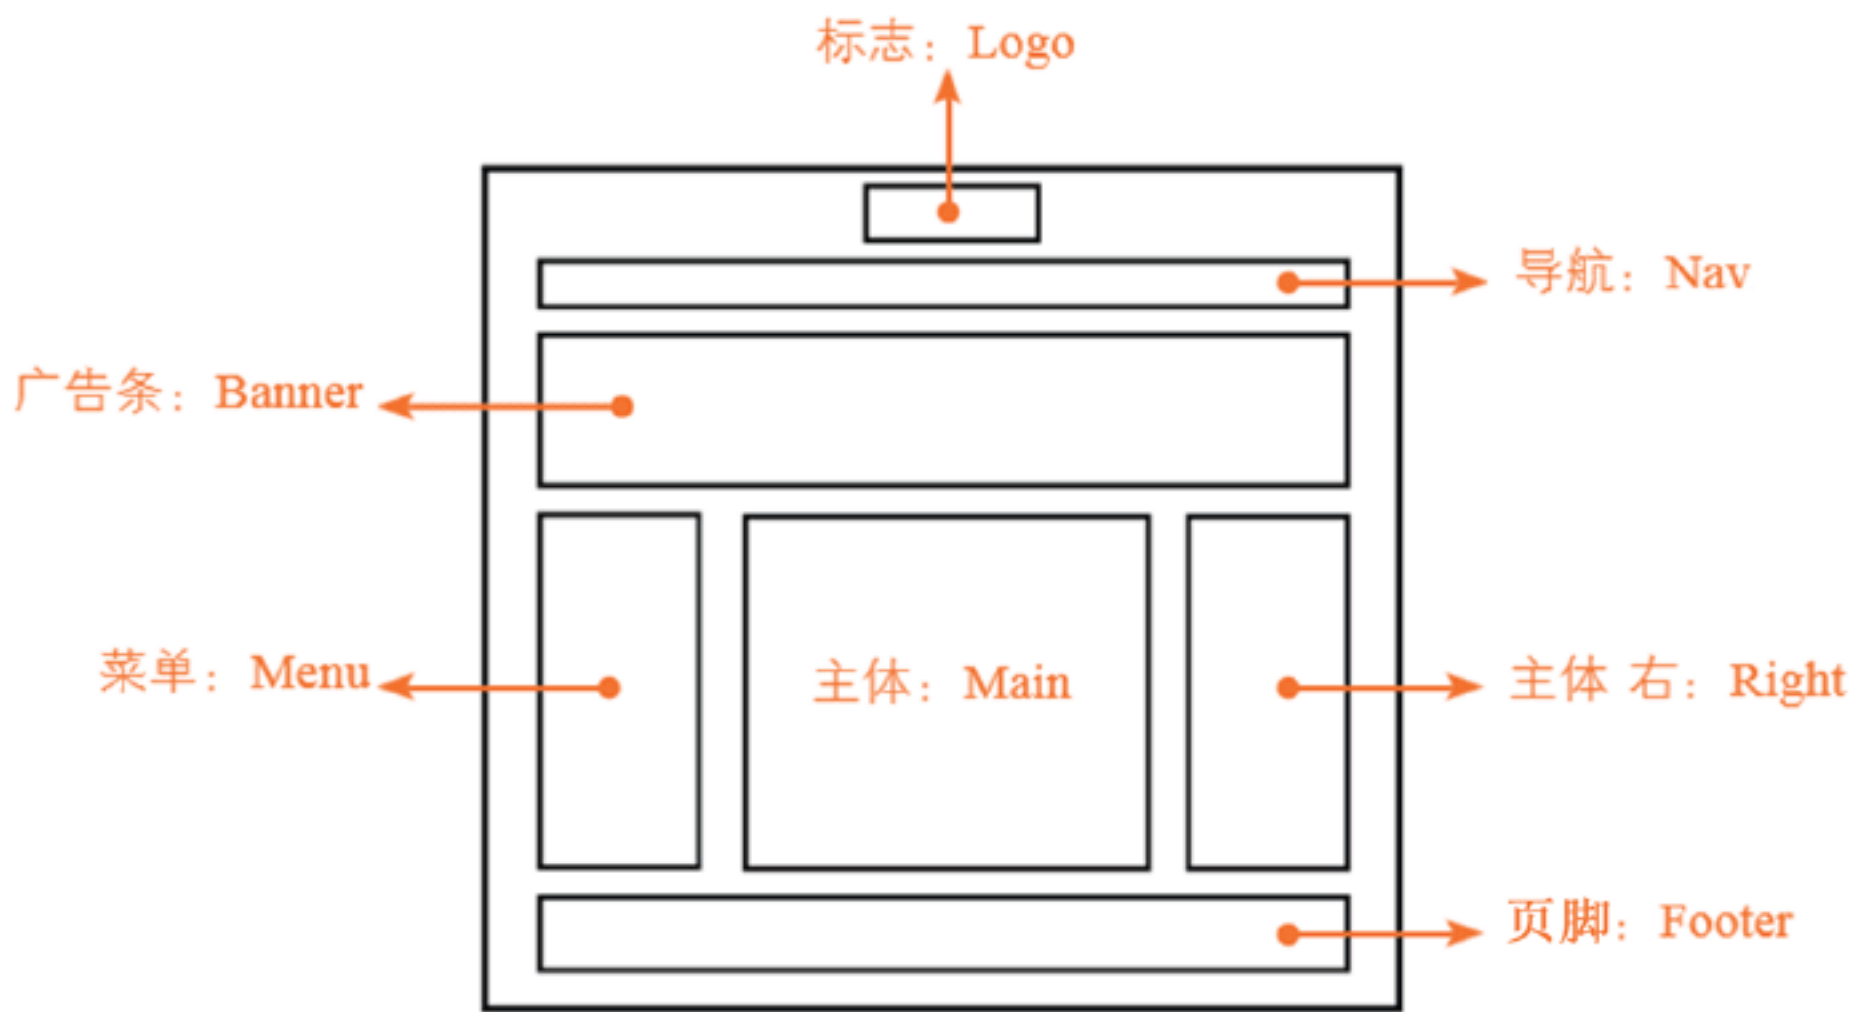 标志：Logo
导航：Nav
广告条：Banner
菜单：Menu
主体：Main
主体 右：Right
页脚：Footer